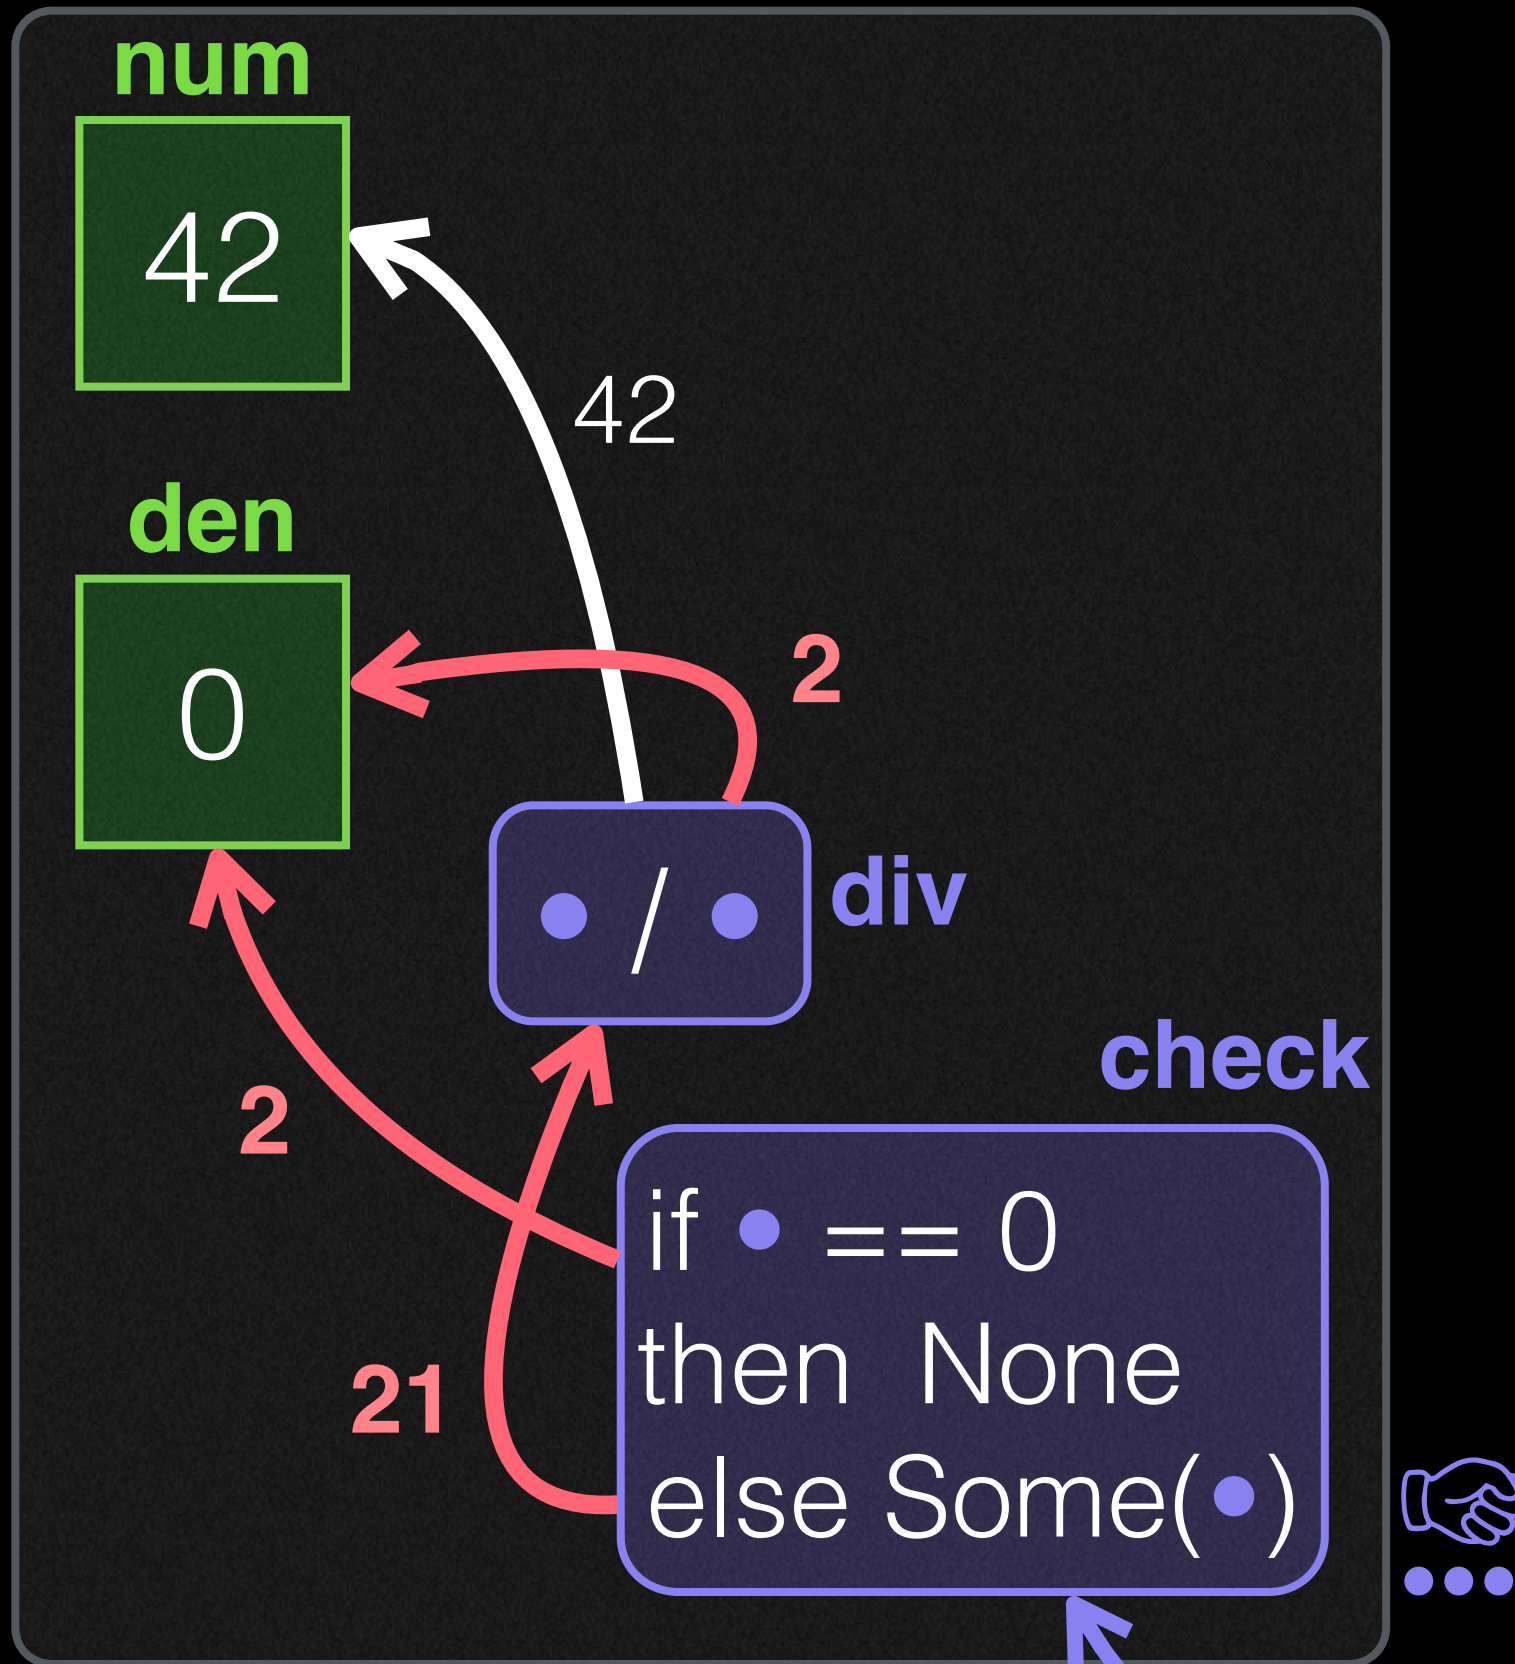 num
42
42
den
0
2
• / •
div
check
2
if • == 0
then None
21
else Some(•)